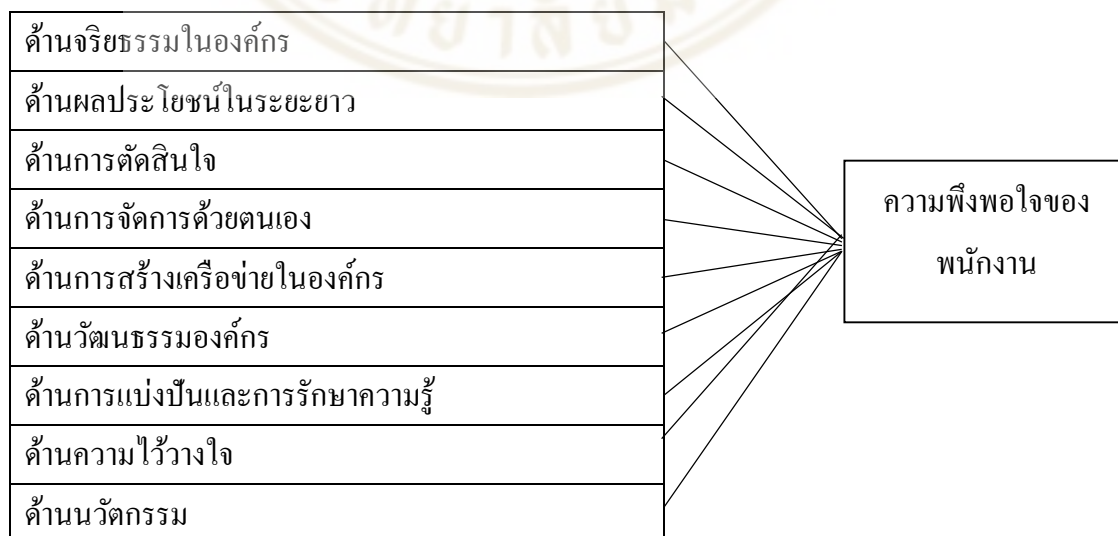 ด้านจริยธรรมในองค์กร
ด้านผลประโยชน์ในระยะยาว
ด้านการตัดสินใจ
ด้านการจัดการด้วยตนเอง
ด้านการสร้างเครือข่ายในองค์กร
ด้านวัฒนธรรมองค์กร
ด้านการแบ่งปันและการรักษาความรู้
ด้านความไว้วางใจ
ด้านนวัตกรรม
ความพึงพอใจของ
พนักงาน